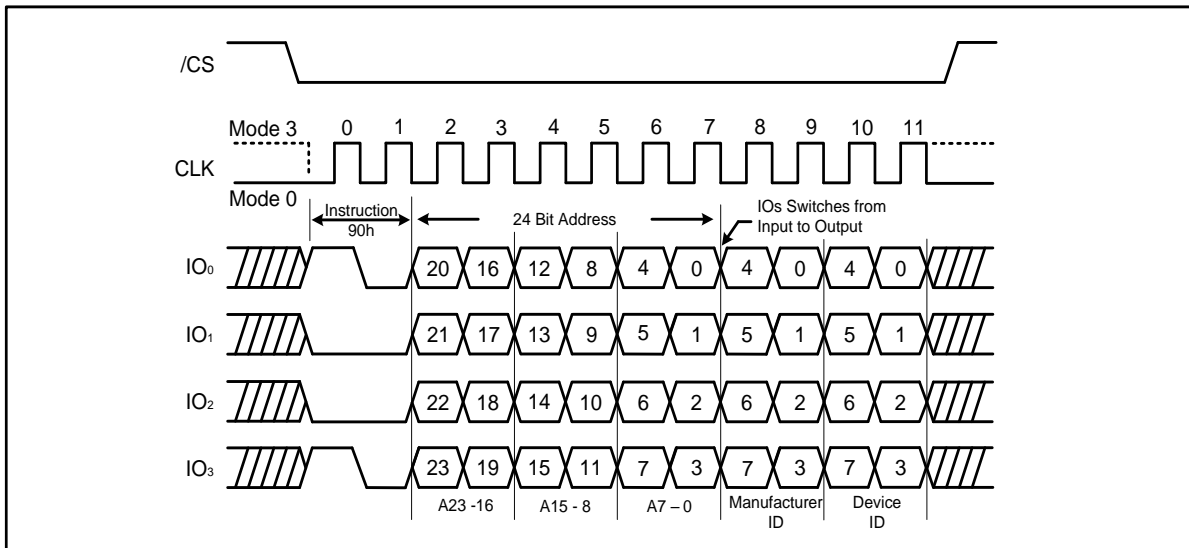 /CS
Mode 3 0 1 2 3 4 5 6 7 8 9 10 11
CLK
Mode 0
Instruction
90h
24 Bit Address
IOs Switches from
Input to Output
IO₀ 20 16 12 8 4 0 4 0 4 0
IO₁ 21 17 13 9 5 1 5 1 5 1
IO₂ 22 18 14 10 6 2 6 2 6 2
IO₃ 23 19 15 11 7 3 7 3 7 3
A23 -16 A15 - 8 A7 – 0 Manufacturer
ID
Device
ID